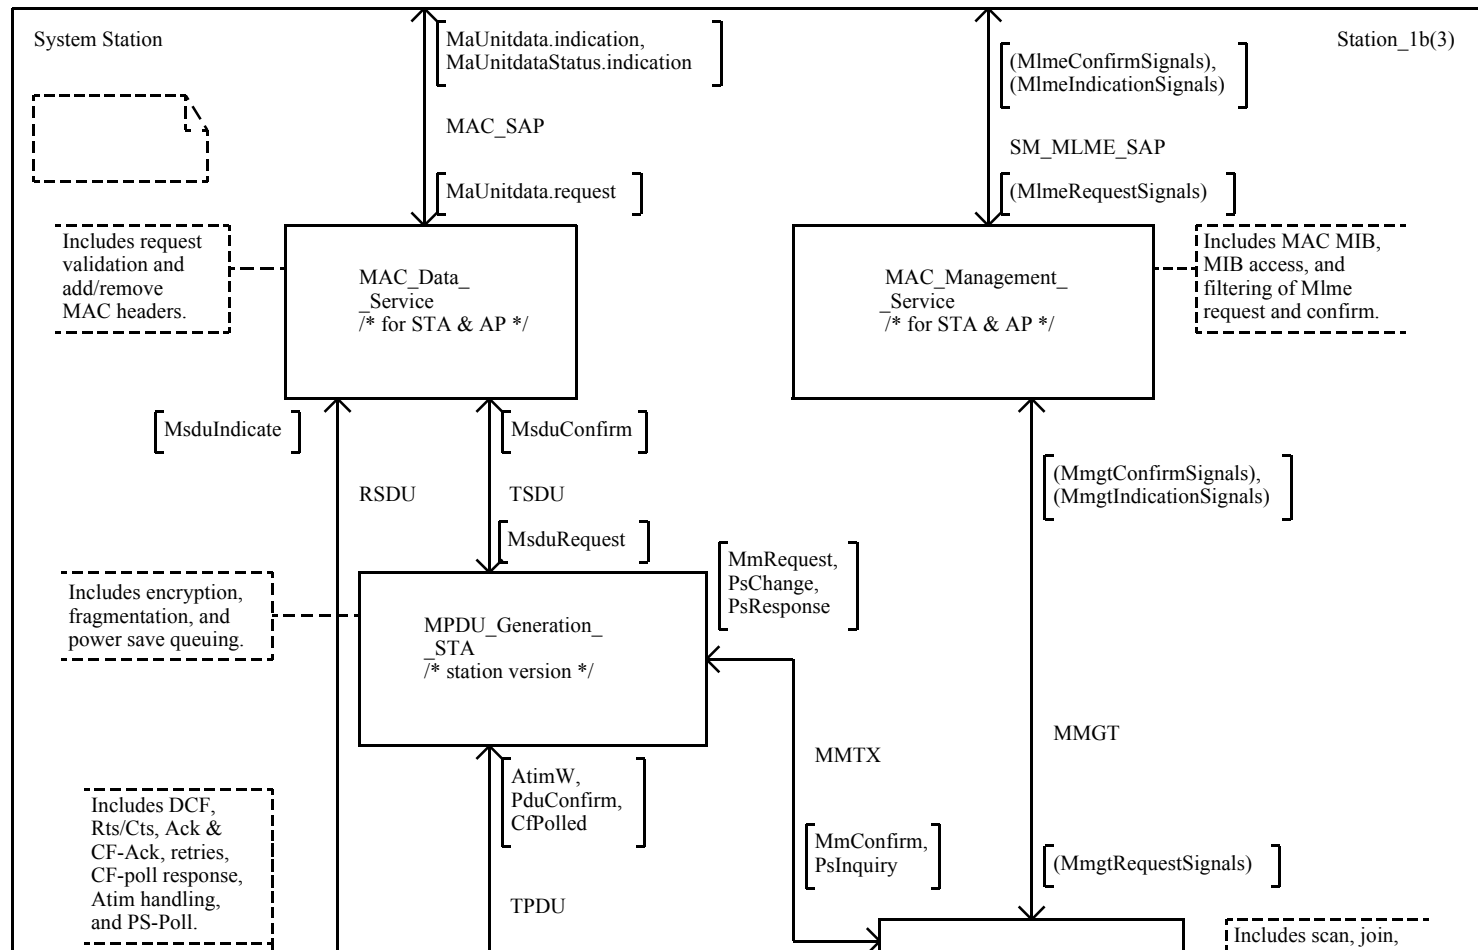 System Station
Station_1b(3)
MaUnitdata.indication,
MaUnitdataStatus.indication
(MlmeConfirmSignals),
(MlmeIndicationSignals)
MAC_SAP
SM_MLME_SAP
MaUnitdata.request
(MlmeRequestSignals)
Includes request
validation and
add/remove
MAC headers.
MAC_Data_
_Service
/* for STA & AP */
MAC_Management_
_Service
/* for STA & AP */
Includes MAC MIB,
MIB access, and
filtering of Mlme
request and confirm.
MsduIndicate
MsduConfirm
RSDU
TSDU
(MmgtConfirmSignals),
(MmgtIndicationSignals)
MsduRequest
MmRequest,
PsChange,
PsResponse
Includes encryption,
fragmentation, and
power save queuing.
MPDU_Generation_
_STA
/* station version */
MMTX
MMGT
AtimW,
PduConfirm,
CfPolled
Includes DCF,
Rts/Cts, Ack &
CF-Ack, retries,
CF-poll response,
Atim handling,
and PS-Poll.
MmConfirm,
PsInquiry
(MmgtRequestSignals)
TPDU
Includes scan, join,